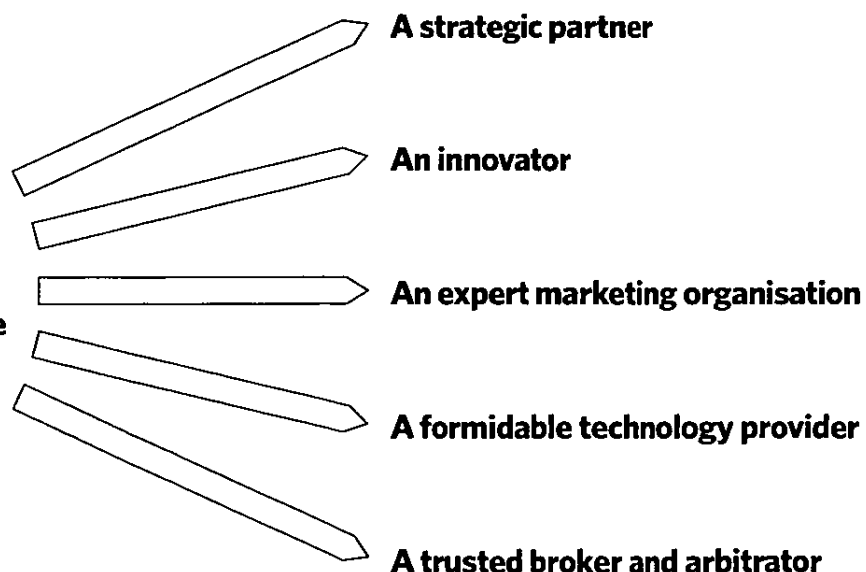 A strategic partner
An innovator
An expert marketing organisation
A formidable technology provider
A trusted broker and arbitrator